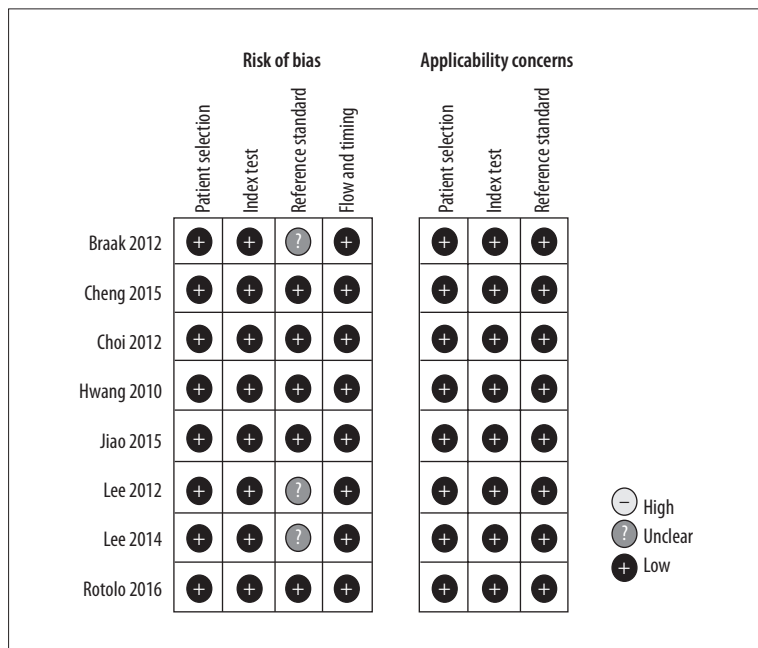 Risk of bias
Applicability concerns
Patient selection
Index test
Reference standard
Flow and timing
Patient selection
Index test
Reference standard
Braak 2012 + + ? + + + +
Cheng 2015 + + + + + + +
Choi 2012 + + + + + + +
Hwang 2010 + + + + + + +
Jiao 2015 + + + + + + +
Lee 2012 + + ? + + + +
Lee 2014 + + ? + + + +
Rotolo 2016 + + + + + + +
– High
? Unclear
+ Low